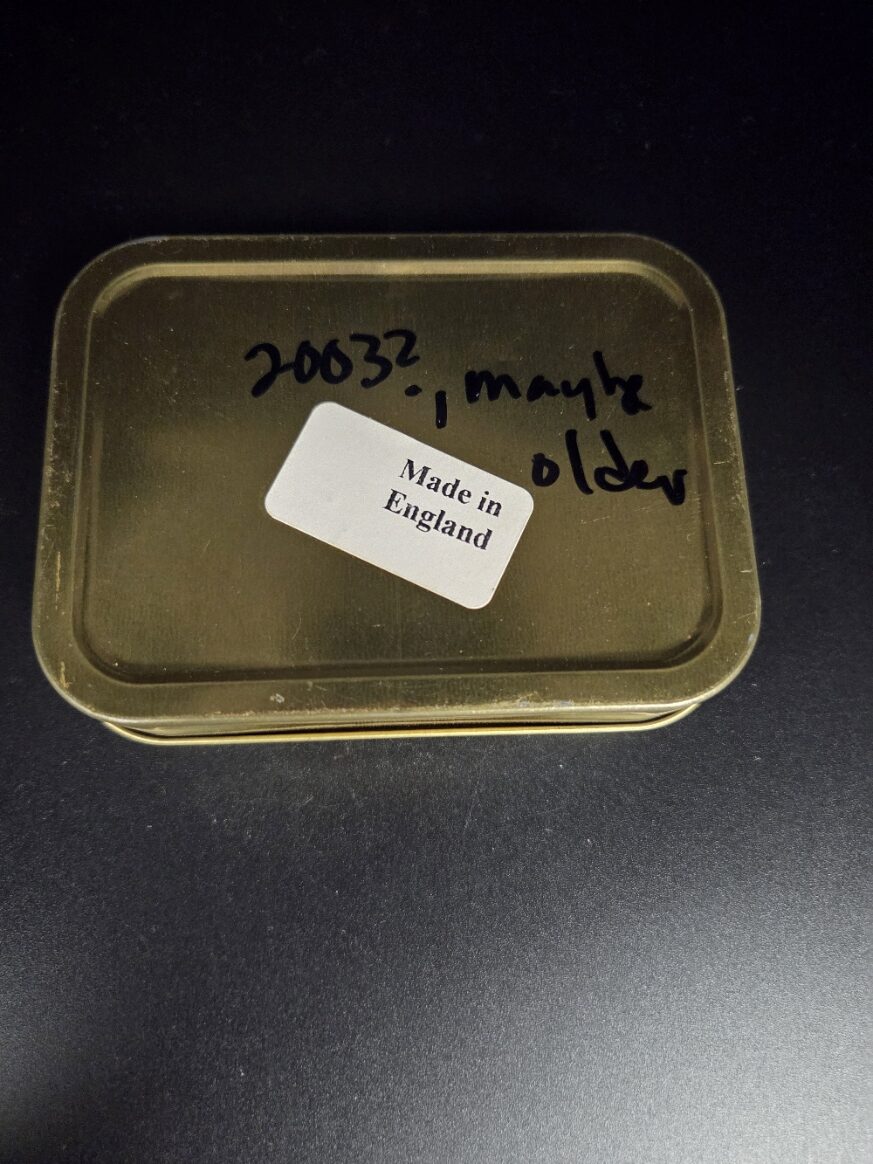 2003?, maybe
older
Made in
England